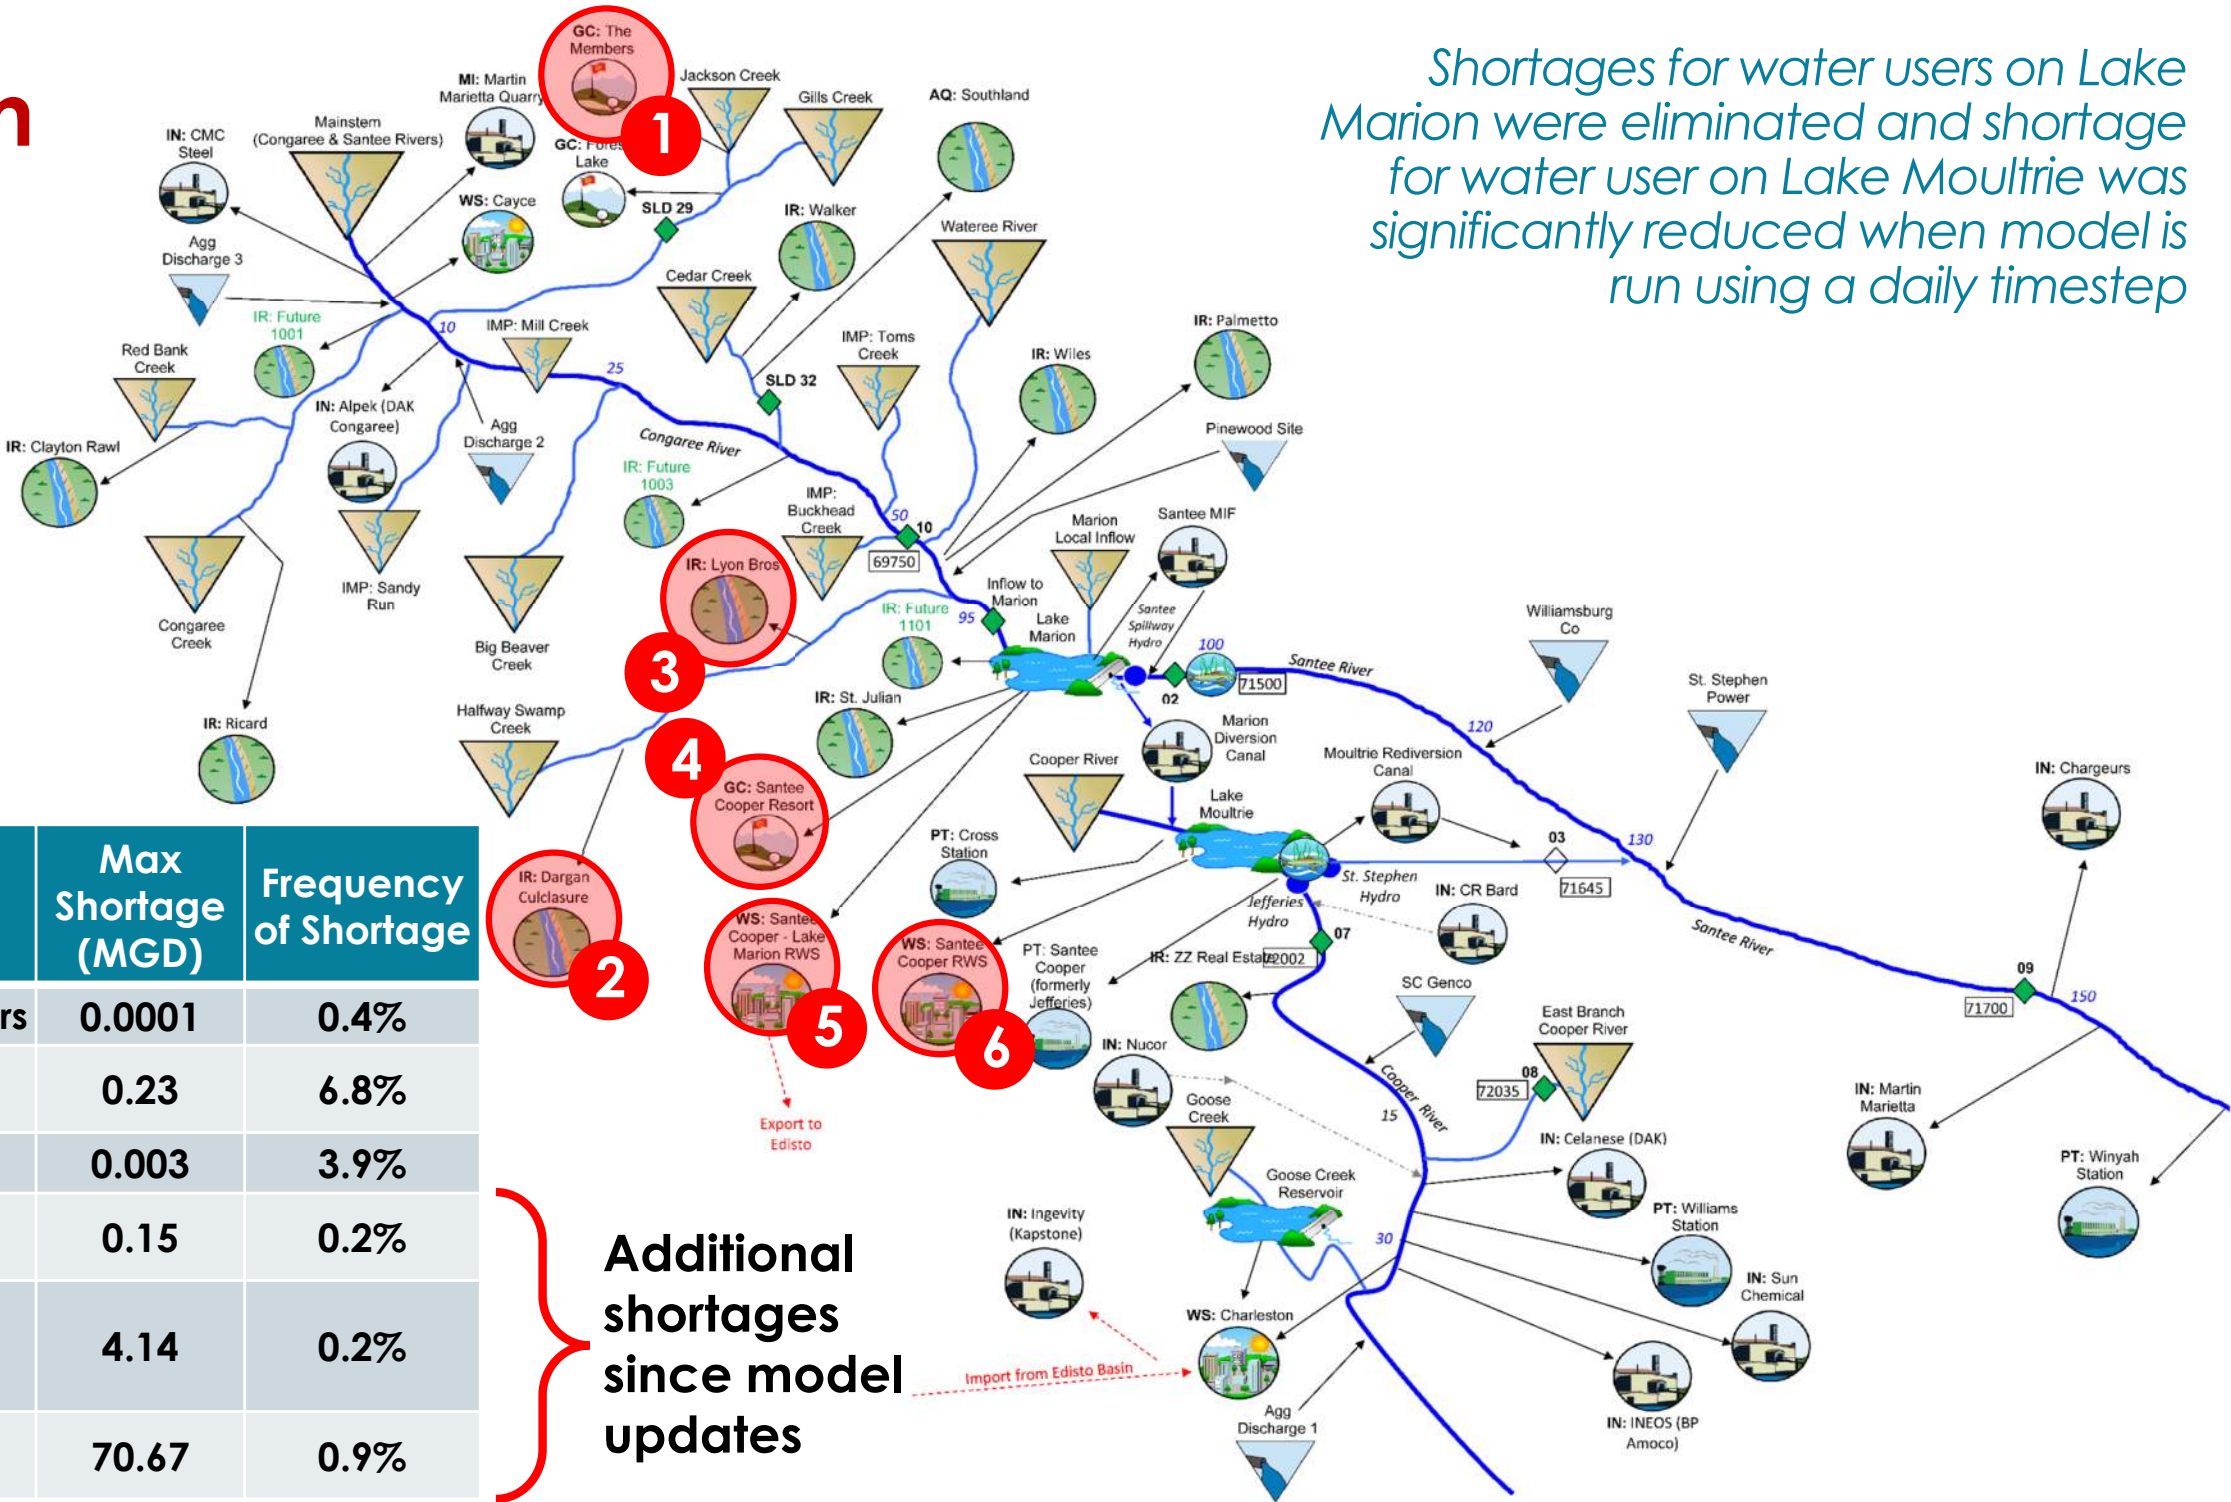 n
Shortages for water users on Lake
Marion were eliminated and shortage
for water user on Lake Moultrie was
significantly reduced when model is
run using a daily timestep
GC: The
Members
1
Jackson Creek
MI: Martin
Marietta Quarry
Gills Creek
AQ: Southland
Mainstem
(Congaree & Santee Rivers)
IN: CMC
Steel
GC: Fores
Lake
WS: Cayce
SLD 29
IR: Walker
Wateree River
Agg
Discharge 3
Cedar Creek
IR: Future
1001
10
IMP: Mill Creek
IMP: Toms
Creek
IR: Palmetto
Red Bank
Creek
25
IR: Wiles
SLD 32
IN: Alpek (DAK
Congaree)
Agg
Discharge 2
Congaree River
Pinewood Site
IR: Clayton Rawl
IR: Future
1003
IMP:
Buckhead
Creek
50
10
69750
Marion
Local Inflow
Santee MIF
IR: Lyon Bros
3
Congaree
Creek
IMP: Sandy
Run
Big Beaver
Creek
Inflow to
Marion
IR: Future
1101
95
Lake
Marion
Santee
Spillway
Hydro
100
Santee River
71500
02
Williamsburg
Co
St. Stephen
Power
120
IR: Ricard
Halfway Swamp
Creek
IR: St. Julian
4
GC: Santee
Cooper Resort
Cooper River
Marion
Diversion
Canal
Moultrie Rediversion
Canal
Lake
Moultrie
IN: Chargeurs
PT: Cross
Station
03
130
71645
St. Stephen
Hydro
Jefferies
Hydro
IN: CR Bard
IR: Dargan
Culclasure
2
WS: Santee
Cooper - Lake
Marion RWS
5
WS: Santee
Cooper RWS
6
PT: Santee
Cooper
(formerly
Jefferies)
IR: ZZ Real Estate
72002
07
Santee River
09
71700
150
SC Genco
East Branch
Cooper River
IN: Nucor
Cooper River
08
72035
15
Goose
Creek
Export to
Edisto
IN: Celanese (DAK)
IN: Martin
Marietta
PT: Winyah
Station
Goose Creek
Reservoir
IN: Ingevity
(Kapstone)
30
PT: Williams
Station
IN: Sun
Chemical
WS: Charleston
Import from Edisto Basin
IN: INEOS (BP
Amoco)
Agg
Discharge 1
Max
Shortage
(MGD)
Frequency
of Shortage
rs 0.0001 0.4%
0.23 6.8%
0.003 3.9%
0.15 0.2%
4.14 0.2%
70.67 0.9%
Additional
shortages
since model
updates